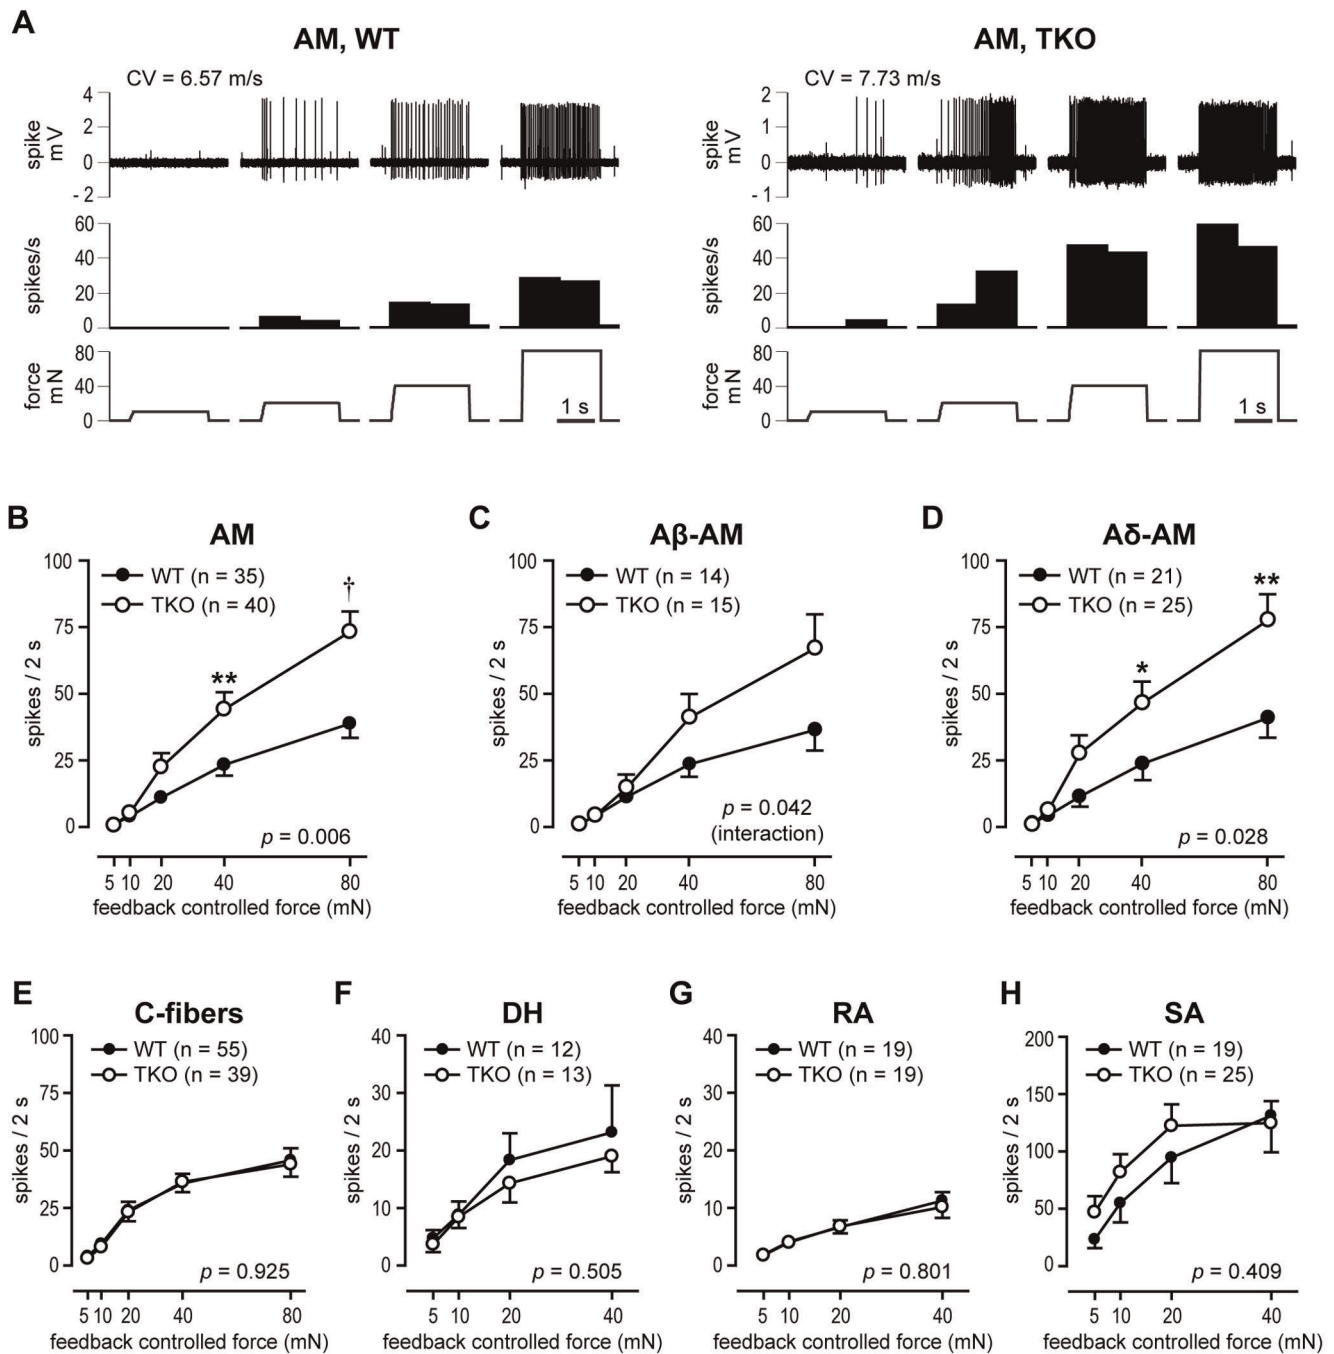 A
AM, WT
AM, TKO
CV = 6.57 m/s
CV = 7.73 m/s
spike
mV
4
2
0
- 2
spike
mV
2
1
0
- 1
spikes/s
60
40
20
0
spikes/s
60
40
20
0
force
mN
80
40
0
1 s
force
mN
80
40
0
1 s
B
AM
WT (n = 35)
TKO (n = 40)
**
†
spikes / 2 s
100
75
50
25
0
p = 0.006
5 10 20 40 80
feedback controlled force (mN)
C
Aβ-AM
WT (n = 14)
TKO (n = 15)
spikes / 2 s
100
75
50
25
0
p = 0.042
(interaction)
5 10 20 40 80
feedback controlled force (mN)
D
Aδ-AM
WT (n = 21)
TKO (n = 25)
*
**
spikes / 2 s
100
75
50
25
0
p = 0.028
5 10 20 40 80
feedback controlled force (mN)
E
C-fibers
WT (n = 55)
TKO (n = 39)
spikes / 2 s
100
75
50
25
0
p = 0.925
5 10 20 40 80
feedback controlled force (mN)
F
DH
WT (n = 12)
TKO (n = 13)
spikes / 2 s
40
30
20
10
0
p = 0.505
5 10 20 40
feedback controlled force (mN)
G
RA
WT (n = 19)
TKO (n = 19)
spikes / 2 s
40
30
20
10
0
p = 0.801
5 10 20 40
feedback controlled force (mN)
H
SA
WT (n = 19)
TKO (n = 25)
spikes / 2 s
200
150
100
50
0
p = 0.409
5 10 20 40
feedback controlled force (mN)